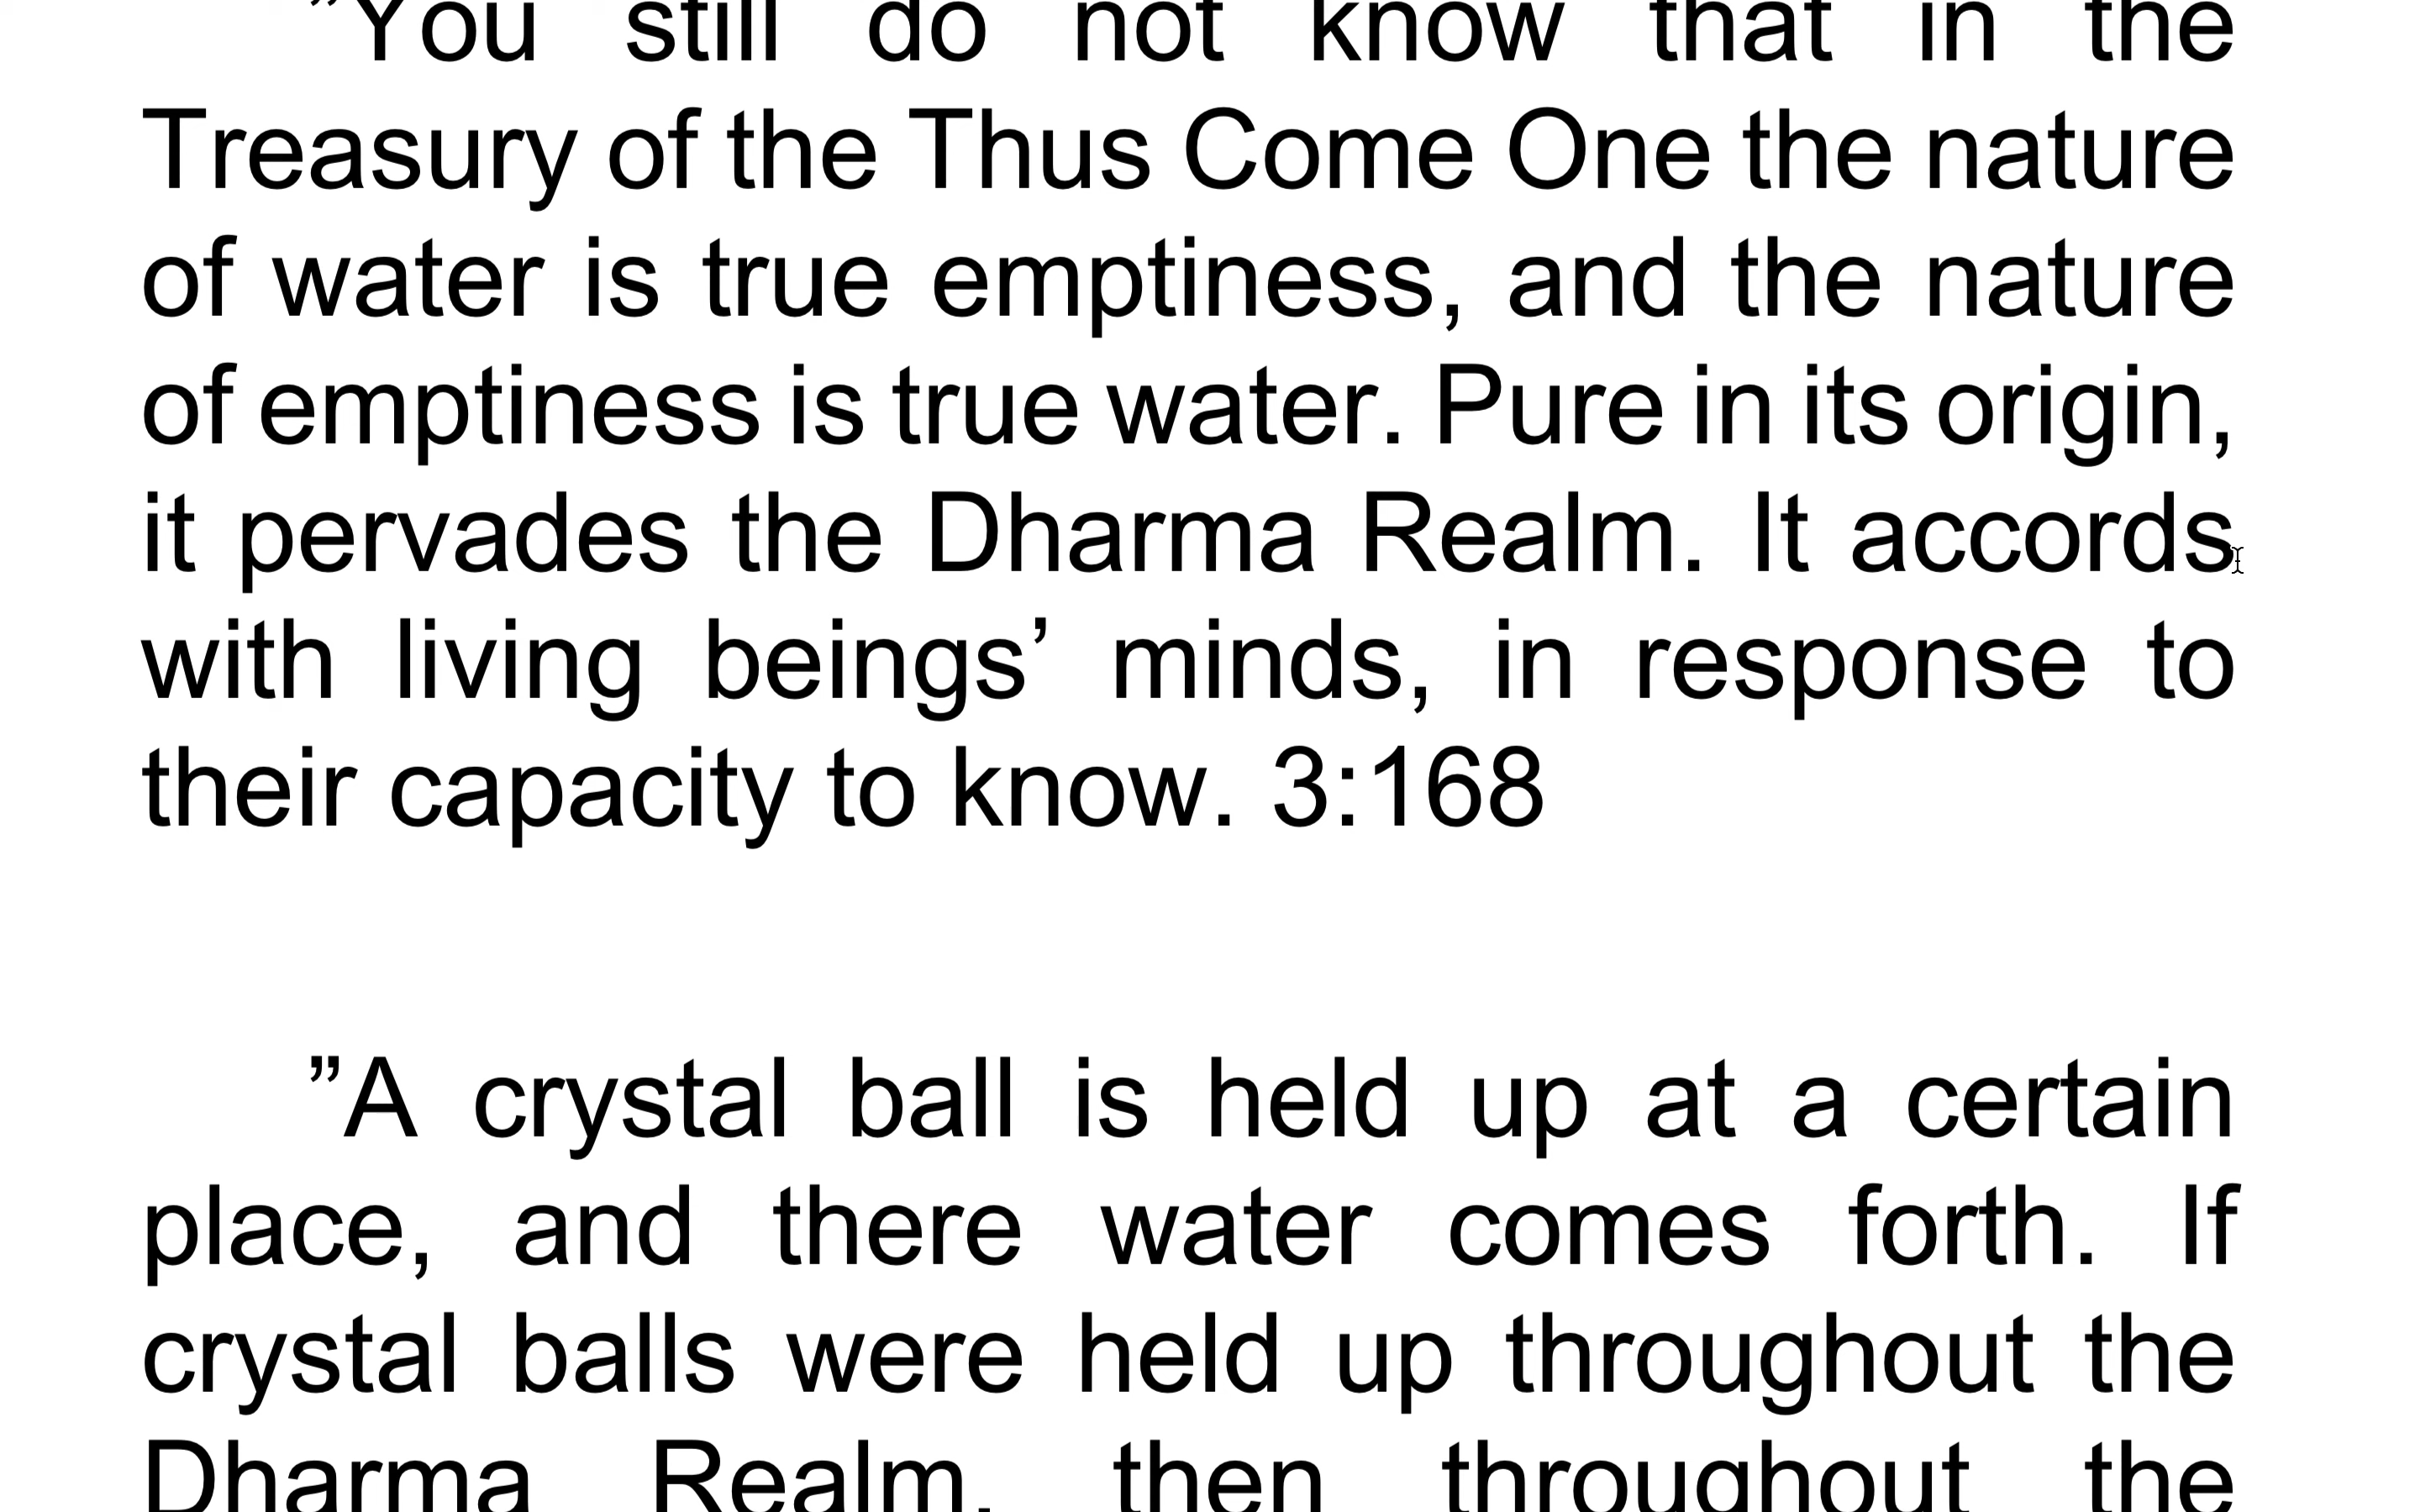 ”You still do not know that in the
Treasury of the Thus Come One the nature
of water is true emptiness, and the nature
of emptiness is true water. Pure in its origin,
it pervades the Dharma Realm. It accords
with living beings’ minds, in response to
their capacity to know. 3:168
”A crystal ball is held up at a certain
place, and there water comes forth. If
crystal balls were held up throughout the
Dharma Realm, then throughout the